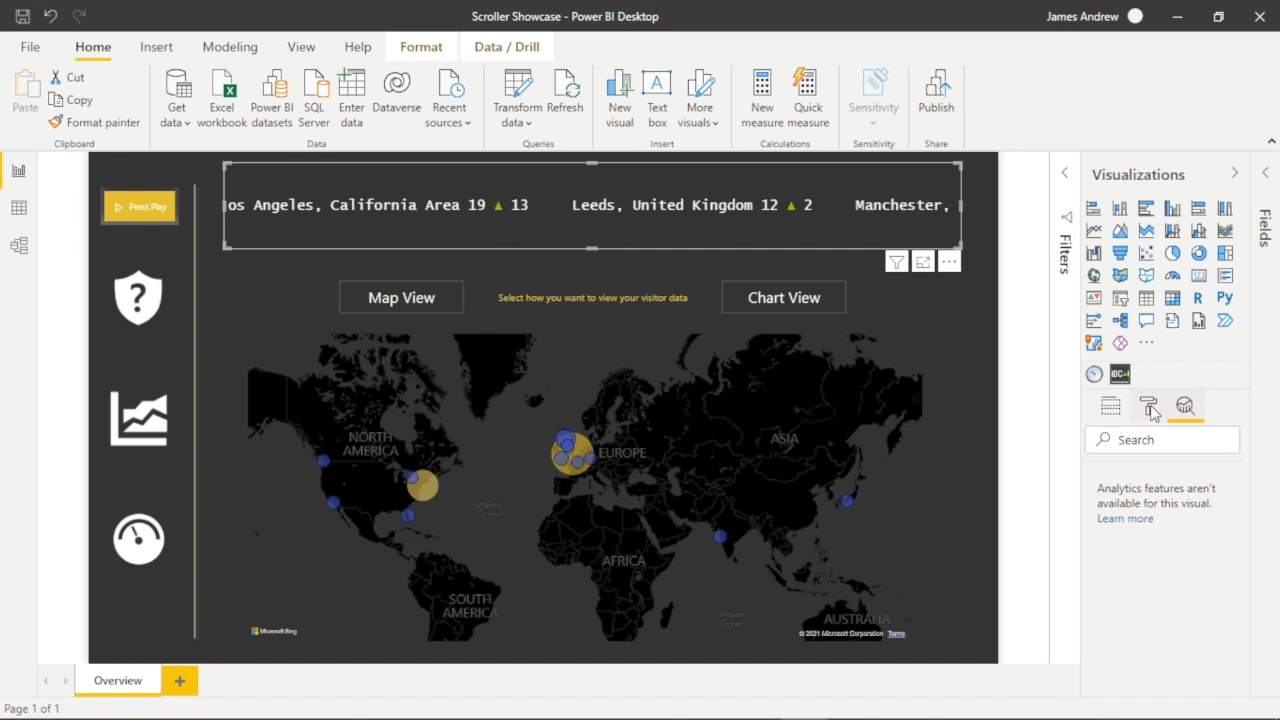 Scroller Showcase - Power BI Desktop
James Andrew
File Home Insert Modeling View Help Format Data / Drill
Paste
Cut
Copy
Format painter
Clipboard
Get data
Excel workbook
Power BI datasets
SQL Server
Enter data
Dataverse
Recent sources
Data
Transform data
Refresh
Queries
New visual
Text box
More visuals
Insert
New measure
Quick measure
Calculations
Sensitivity
Sensitivity
Publish
Share
Press Play
os Angeles, California Area 19 ▲ 13 Leeds, United Kingdom 12 ▲ 2 Manchester,
Map View
Select how you want to view your visitor data
Chart View
NORTH
AMERICA
EUROPE
ASIA
Atlantic
Ocean
AFRICA
SOUTH
AMERICA
Indian
Ocean
AUSTRALIA
Microsoft Bing
© 2021 Microsoft Corporation Terms
Filters
Visualizations
R Py
IBC
Search
Analytics features aren't
available for this visual.
Learn more
Fields
Overview
Page 1 of 1